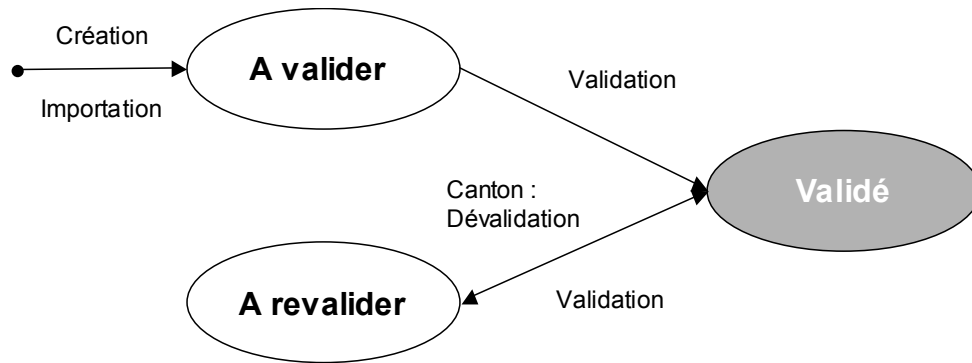 Création
Importation
A valider
Validation
Canton :
Dévalidation
Validé
A revalider
Validation